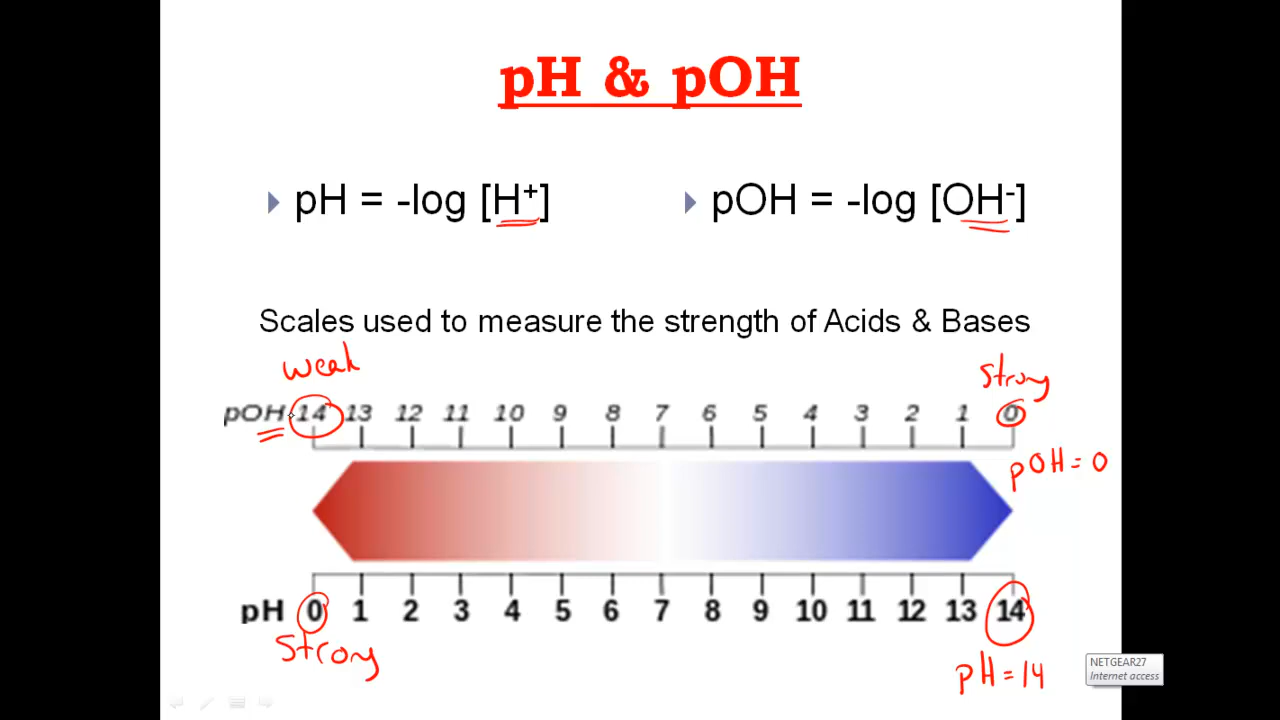 pH & pOH
pH = -log [H⁺]
pOH = -log [OH⁻]
Scales used to measure the strength of Acids & Bases
weak
strong
pOH 14 13 12 11 10 9 8 7 6 5 4 3 2 1 0
pOH = 0
pH 0 1 2 3 4 5 6 7 8 9 10 11 12 13 14
Strong
pH = 14
NETGEAR27
Internet access